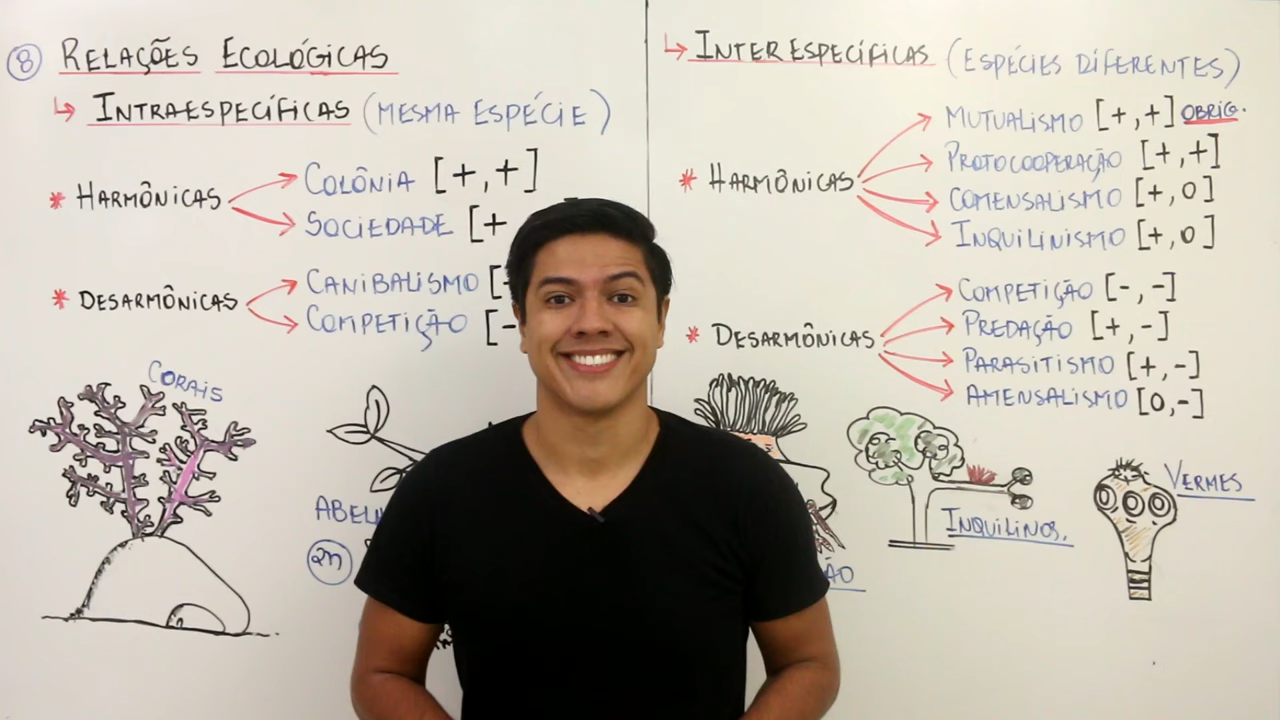 8 RELAÇÕES ECOLÓGICAS
↳ INTRAESPECÍFICAS (MESMA ESPÉCIE)
* HARMÔNICAS
COLÔNIA [+,+]
SOCIEDADE [+
* DESARMÔNICAS
CANIBALISMO [-
COMPETIÇÃO [-
CORAIS
2n
↳ INTERESPECÍFICAS (ESPÉCIES DIFERENTES)
* HARMÔNICAS
MUTUALISMO [+,+] OBRIG.
PROTOCOOPERAÇÃO [+,+]
COMENSALISMO [+,0]
INQUILINISMO [+,0]
* DESARMÔNICAS
COMPETIÇÃO [-,-]
PREDAÇÃO [+,-]
PARASITISMO [+,-]
AMENSALISMO [0,-]
INQUILINOS.
VERMES